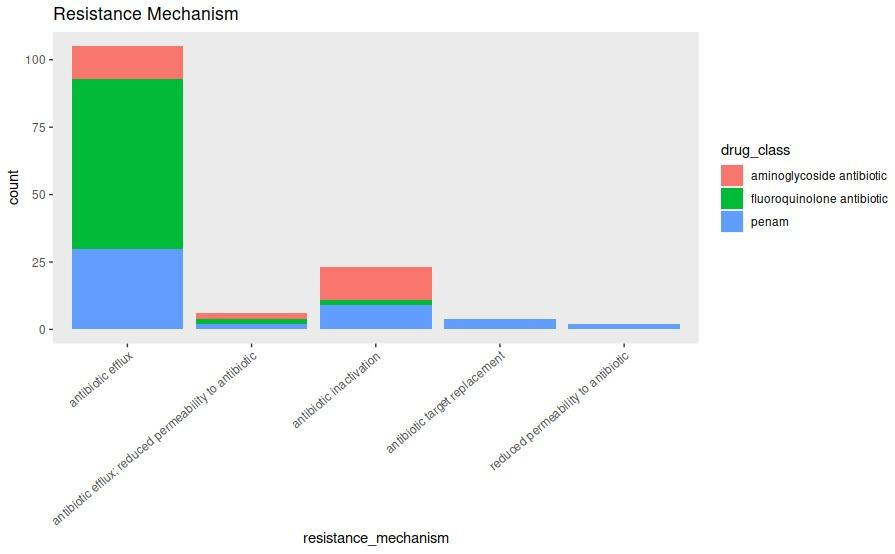 Resistance Mechanism
100
75
50
25
0
count
antibiotic efflux
antibiotic efflux; reduced permeability to antibiotic
antibiotic inactivation
antibiotic target replacement
reduced permeability to antibiotic
resistance_mechanism
drug_class
aminoglycoside antibiotic
fluoroquinolone antibiotic
penam